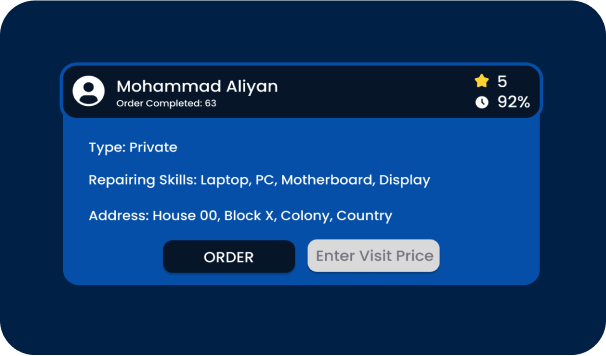 Mohammad Aliyan
Order Completed: 63
5
92%
Type: Private
Repairing Skills: Laptop, PC, Motherboard, Display
Address: House 00, Block X, Colony, Country
ORDER
Enter Visit Price